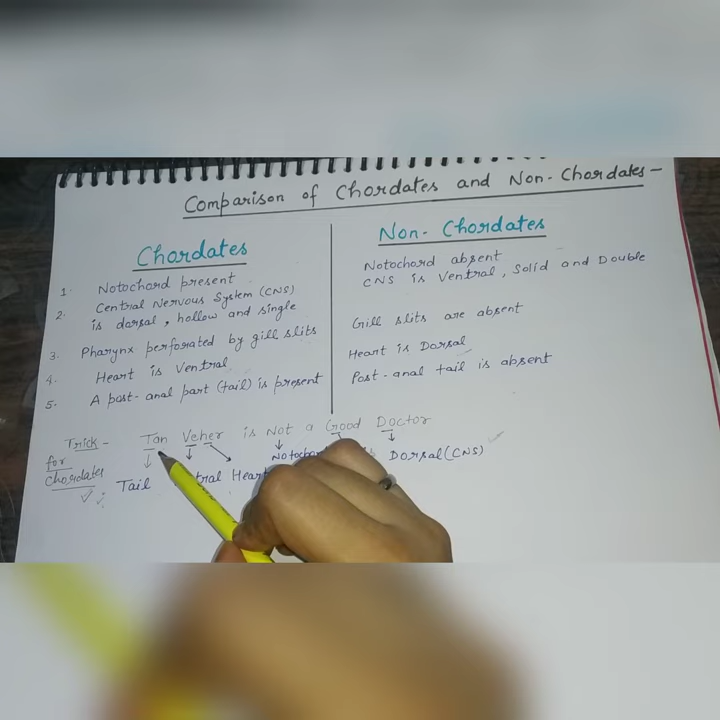 Comparison of Chordates and Non-Chordates-
Chordates
1. Notochord present
2. Central Nervous System (CNS)
is dorsal, hollow and single
3. Pharynx perforated by gill slits
4. Heart is Ventral
5. A post-anal part (tail) is present
Non-Chordates
Notochord absent
CNS is Ventral, Solid and Double
Gill slits are absent
Heart is Dorsal
Post-anal tail is absent
Trick- Tan Veher is Not a Good Doctor
for
Chordates
Tail Heart Dorsal (CNS)